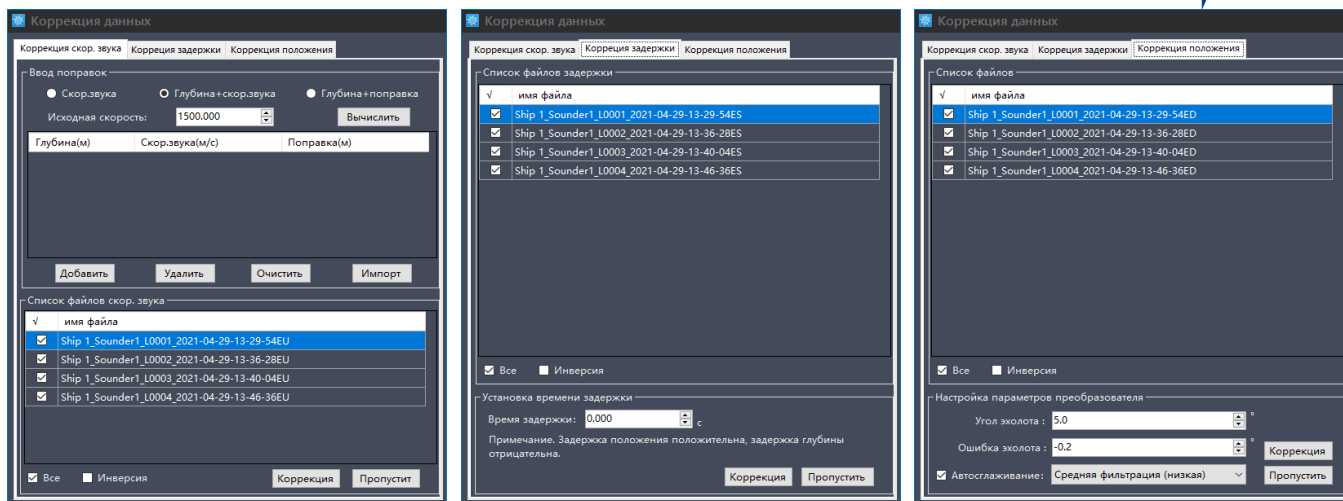 Коррекция данных
Коррекция скор. звука Корреция задержки Коррекция положения
Ввод поправок
Скор.звука Глубина+скор.звука Глубина+поправка
Исходная скорость: 1500.000 Вычислить
Глубина(м) Скор.звука(м/с) Поправка(м)
Добавить Удалить Очистить Импорт
Список файлов скор. звука
√ имя файла
Ship 1_Sounder1_L0001_2021-04-29-13-29-54EU
Ship 1_Sounder1_L0002_2021-04-29-13-36-28EU
Ship 1_Sounder1_L0003_2021-04-29-13-40-04EU
Ship 1_Sounder1_L0004_2021-04-29-13-46-36EU
Все Инверсия Коррекция Пропустит
Коррекция данных
Коррекция скор. звука Корреция задержки Коррекция положения
Список файлов задержки
√ имя файла
Ship 1_Sounder1_L0001_2021-04-29-13-29-54ES
Ship 1_Sounder1_L0002_2021-04-29-13-36-28ES
Ship 1_Sounder1_L0003_2021-04-29-13-40-04ES
Ship 1_Sounder1_L0004_2021-04-29-13-46-36ES
Все Инверсия
Установка времени задержки
Время задержки: 0.000 с
Примечание. Задержка положения положительна, задержка глубины
отрицательна.
Коррекция Пропустить
Коррекция данных
Коррекция скор. звука Корреция задержки Коррекция положения
Список файлов
√ имя файла
Ship 1_Sounder1_L0001_2021-04-29-13-29-54ED
Ship 1_Sounder1_L0002_2021-04-29-13-36-28ED
Ship 1_Sounder1_L0003_2021-04-29-13-40-04ED
Ship 1_Sounder1_L0004_2021-04-29-13-46-36ED
Все Инверсия
Настройка параметров преобразователя
Угол эхолота : 5.0 °
Ошибка эхолота : -0.2 ° Коррекция
Автосглаживание: Средняя фильтрация (низкая) Пропустить